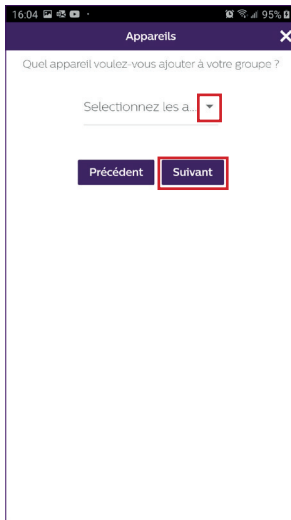 16:04 95%
Appareils
Quel appareil voulez-vous ajouter à votre groupe ?
Selectionnez les a...
Précédent Suivant